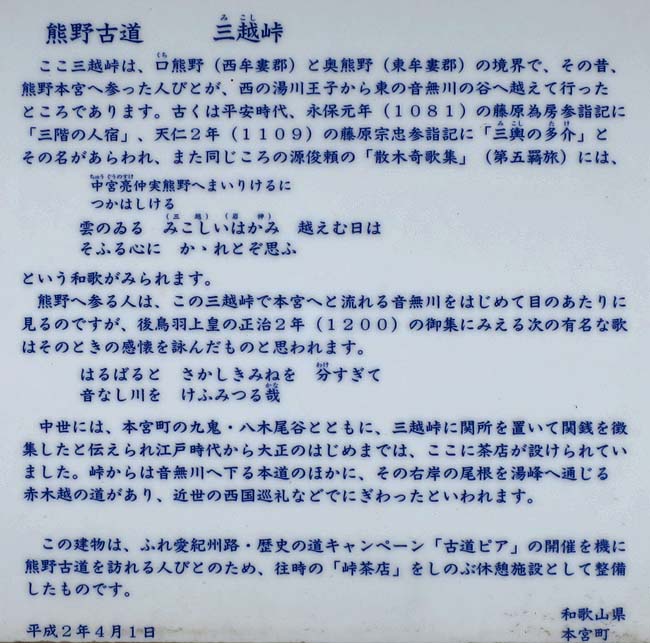 熊野古道　三越峠
ここ三越峠は、口熊野（西牟婁郡）と奥熊野（東牟婁郡）の境界で、その昔、
熊野本宮へ参った人びとが、西の湯川王子から東の音無川の谷へ越えて行った
ところであります。古くは平安時代、永保元年（１０８１）の藤原為房参詣記に
「三階の人宿」、天仁２年（１１０９）の藤原宗忠参詣記に「三輿の多介」と
その名があらわれ、また同じころの源俊頼の「散木奇歌集」（第五羇旅）には、
中宮亮仲実熊野へまいりけるに
つかはしける
雲のゐる　みこしいはかみ　越えむ日は
そふる心に　かゝれとぞ思ふ
という和歌がみられます。
熊野へ参る人は、この三越峠で本宮へと流れる音無川をはじめて目のあたりに
見るのですが、後鳥羽上皇の正治２年（１２００）の御集にみえる次の有名な歌
はそのときの感懐を詠んだものと思われます。
はるばると　さかしきみねを　分すぎて
音なし川を　けふみつる哉
中世には、本宮町の九鬼・八木尾谷とともに、三越峠に関所を置いて関銭を徴
集したと伝えられ江戸時代から大正のはじめまでは、ここに茶店が設けられてい
ました。峠からは音無川へ下る本道のほかに、その右岸の尾根を湯峰へ通じる
赤木越の道があり、近世の西国巡礼などでにぎわったといわれます。
この建物は、ふれ愛紀州路・歴史の道キャンペーン「古道ピア」の開催を機に
熊野古道を訪れる人びとのため、往時の「峠茶店」をしのぶ休憩施設として整備
したものです。
和歌山県
平成２年４月１日　本宮町